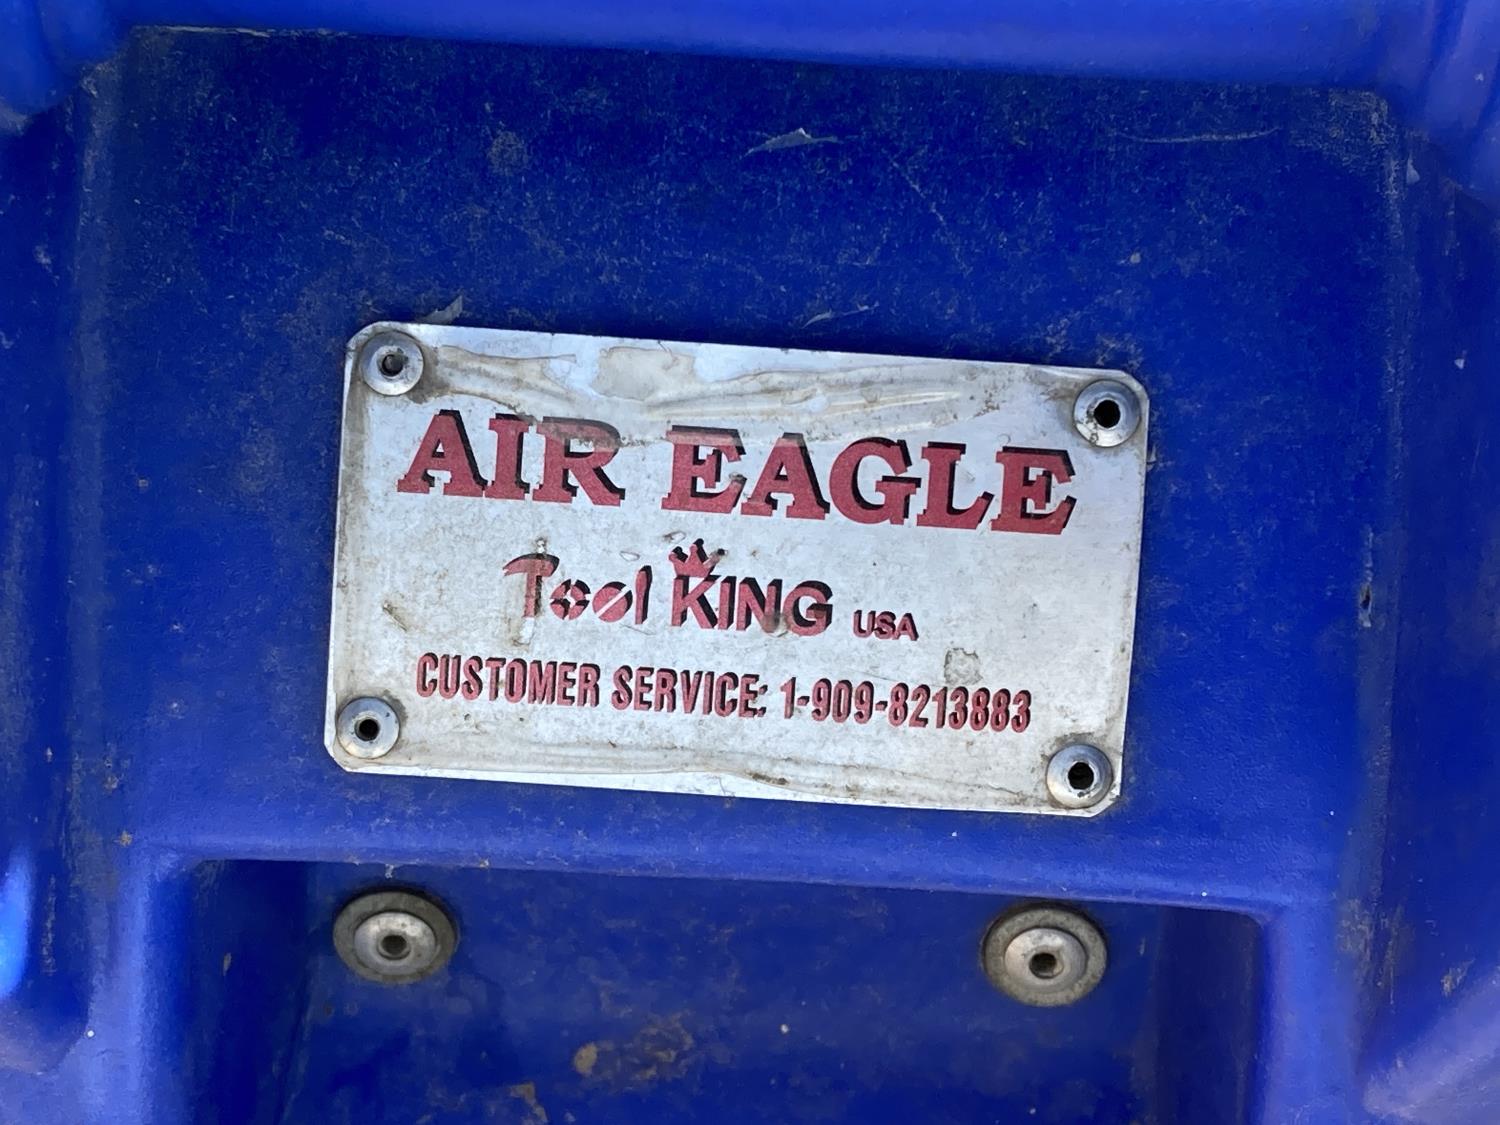 AIR EAGLE
Tool KING USA
CUSTOMER SERVICE: 1-909-8213883